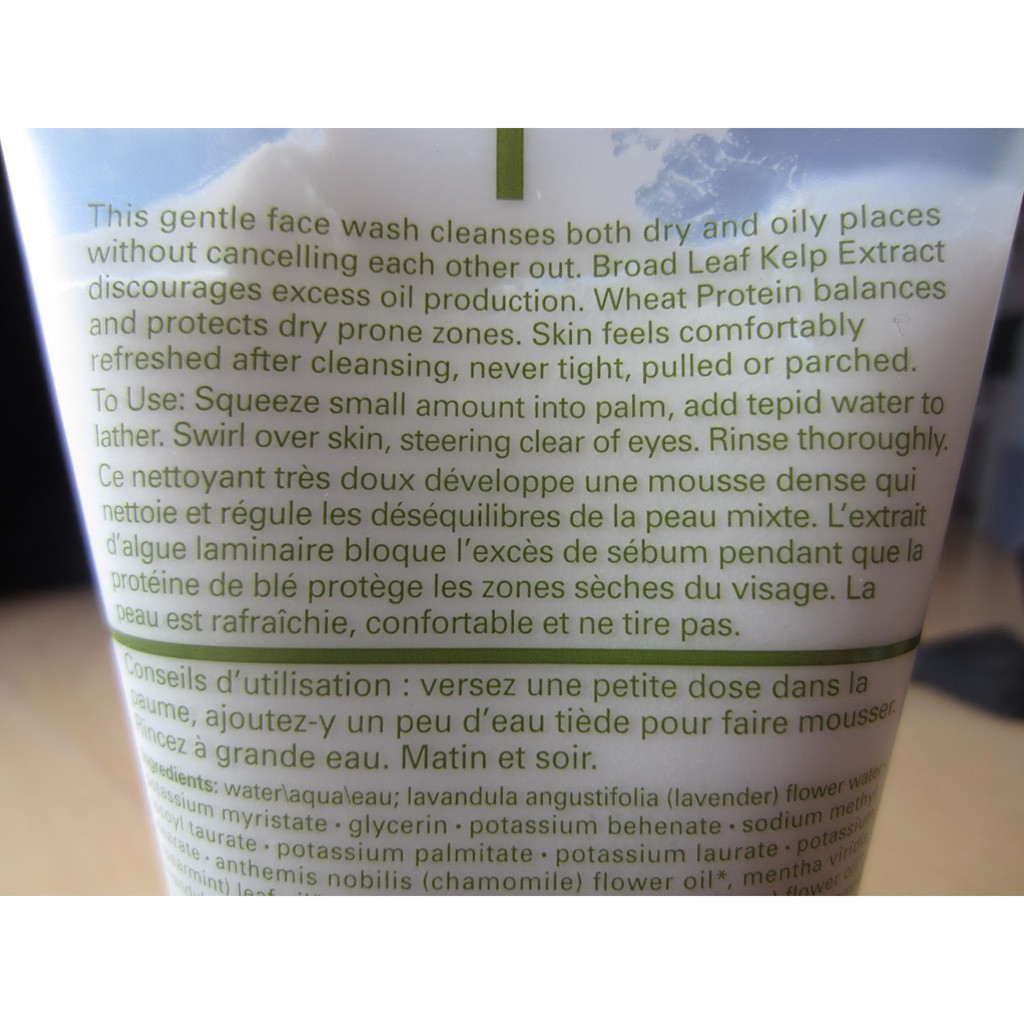 This gentle face wash cleanses both dry and oily places
without cancelling each other out. Broad Leaf Kelp Extract
discourages excess oil production. Wheat Protein balances
and protects dry prone zones. Skin feels comfortably
refreshed after cleansing, never tight, pulled or parched.
To Use: Squeeze small amount into palm, add tepid water to
lather. Swirl over skin, steering clear of eyes. Rinse thoroughly.
Ce nettoyant très doux développe une mousse dense qui
nettoie et régule les déséquilibres de la peau mixte. L'extrait
d'algue laminaire bloque l'excès de sébum pendant que la
protéine de blé protège les zones sèches du visage. La
peau est rafraîchie, confortable et ne tire pas.
Conseils d'utilisation : versez une petite dose dans la
paume, ajoutez-y un peu d'eau tiède pour faire mousser.
Rincez à grande eau. Matin et soir.
ingredients: water\aqua\eau; lavandula angustifolia (lavender) flower water
potassium myristate · glycerin · potassium behenate · sodium methyl
taurate · potassium palmitate · potassium laurate · potassium
· anthemis nobilis (chamomile) flower oil*, mentha viridis
leaf flower